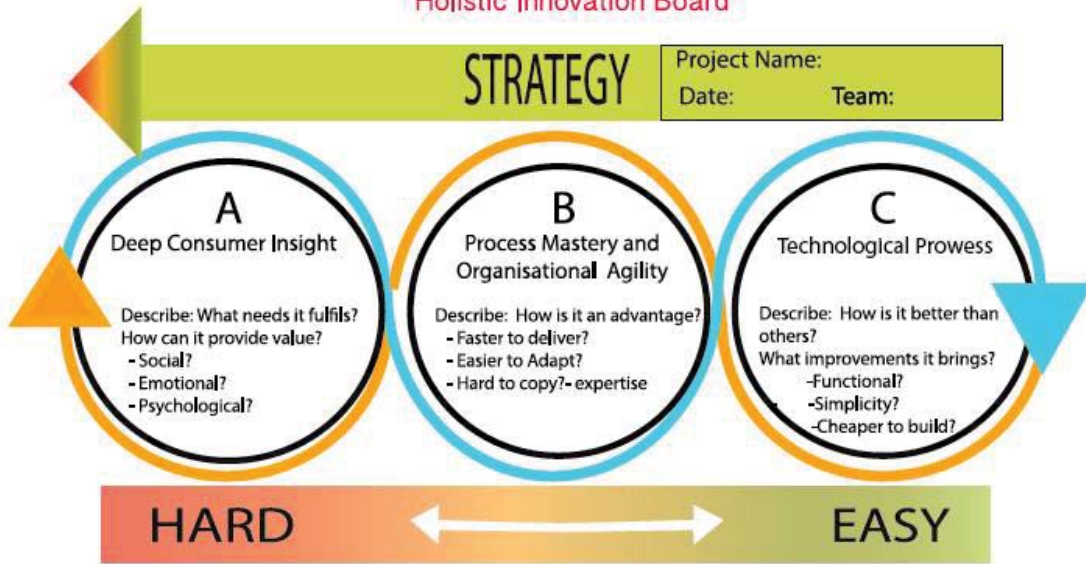 Holistic Innovation Board
STRATEGY
Project Name:
Date: Team:
A
Deep Consumer Insight
Describe: What needs it fulfils?
How can it provide value?
- Social?
- Emotional?
- Psychological?
B
Process Mastery and
Organisational Agility
Describe: How is it an advantage?
- Faster to deliver?
- Easier to Adapt?
- Hard to copy?- expertise
C
Technological Prowess
Describe: How is it better than
others?
What improvements it brings?
-Functional?
- -Simplicity?
-Cheaper to build?
HARD
EASY